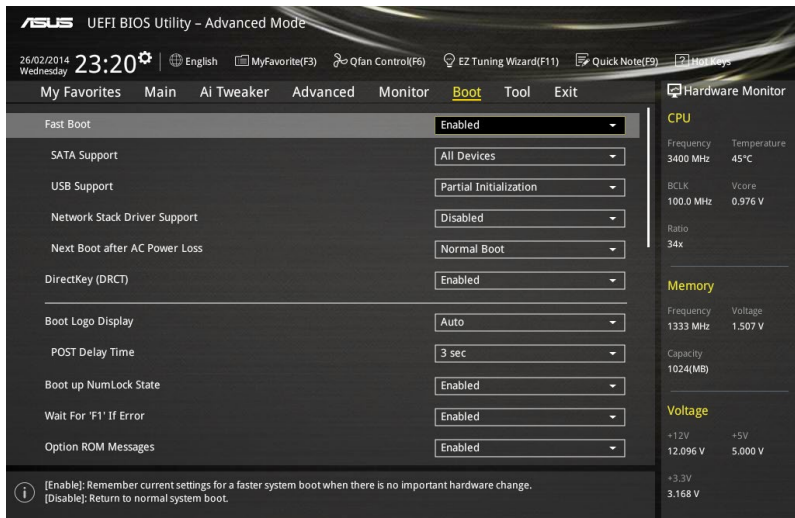 ASUS UEFI BIOS Utility – Advanced Mode
26/02/2014
Wednesday
23:20
English
MyFavorite(F3)
Qfan Control(F6)
EZ Tuning Wizard(F11)
Quick Note(F9)
? Hot Keys
My Favorites Main Ai Tweaker Advanced Monitor Boot Tool Exit
Fast Boot Enabled
SATA Support All Devices
USB Support Partial Initialization
Network Stack Driver Support Disabled
Next Boot after AC Power Loss Normal Boot
DirectKey (DRCT) Enabled
Boot Logo Display Auto
POST Delay Time 3 sec
Boot up NumLock State Enabled
Wait For 'F1' If Error Enabled
Option ROM Messages Enabled
i
[Enable]: Remember current settings for a faster system boot when there is no important hardware change.
[Disable]: Return to normal system boot.
Hardware Monitor
CPU
Frequency Temperature
3400 MHz 45°C
BCLK Vcore
100.0 MHz 0.976 V
Ratio
34x
Memory
Frequency Voltage
1333 MHz 1.507 V
Capacity
1024(MB)
Voltage
+12V +5V
12.096 V 5.000 V
+3.3V
3.168 V